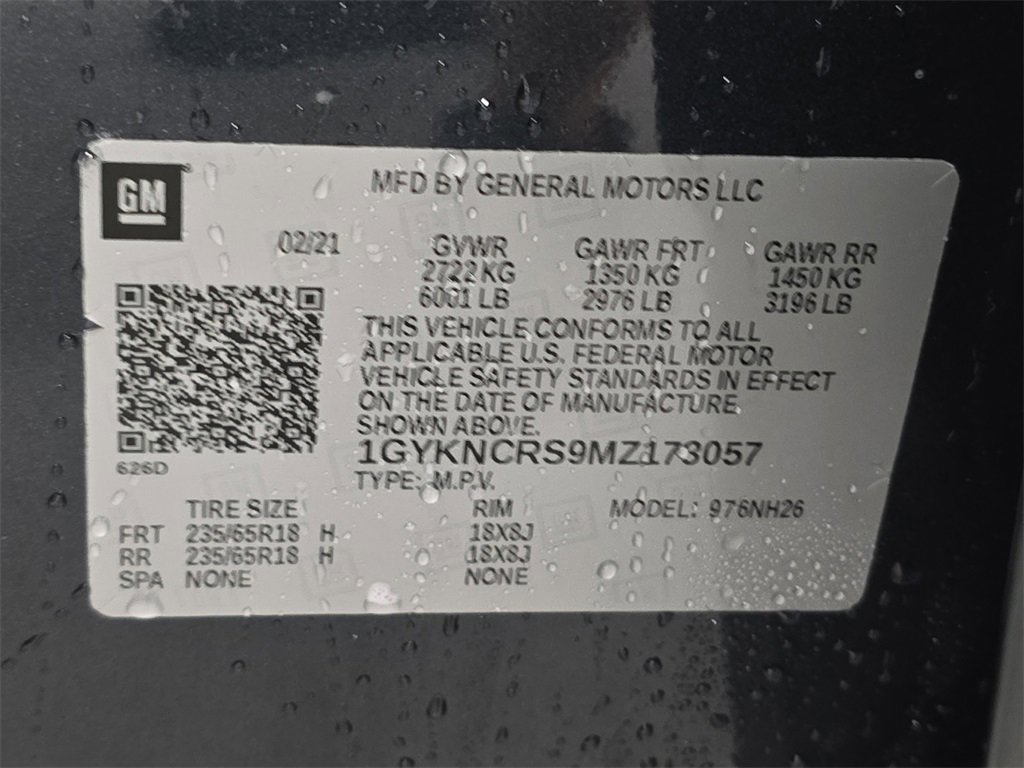 GM
MFD BY GENERAL MOTORS LLC
02/21 GVWR GAWR FRT GAWR RR
2722 KG 1350 KG 1450 KG
6001 LB 2976 LB 3196 LB
THIS VEHICLE CONFORMS TO ALL
APPLICABLE U.S. FEDERAL MOTOR
VEHICLE SAFETY STANDARDS IN EFFECT
ON THE DATE OF MANUFACTURE
SHOWN ABOVE.
1GYKNCRS9MZ173057
626D
TYPE: M.P.V.
TIRE SIZE RIM MODEL: 976NH26
FRT 235/65R18 H 18X8J
RR 235/65R18 H 18X8J
SPA NONE NONE